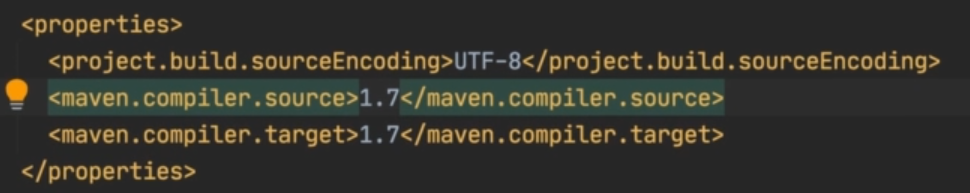 <properties>
<project.build.sourceEncoding>UTF-8</project.build.sourceEncoding>
<maven.compiler.source>1.7</maven.compiler.source>
<maven.compiler.target>1.7</maven.compiler.target>
</properties>